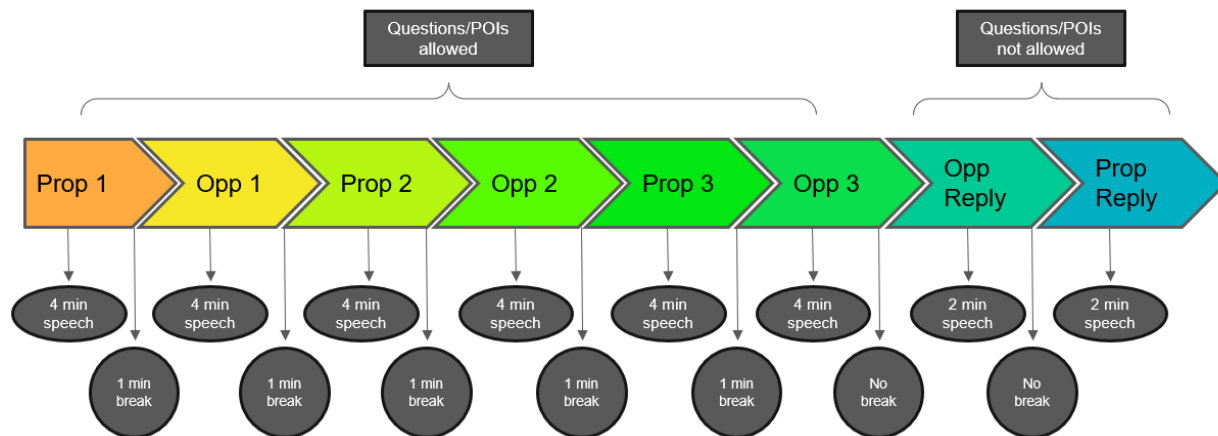 Questions/POIs
allowed
Questions/POIs
not allowed
Prop 1
Opp 1
Prop 2
Opp 2
Prop 3
Opp 3
Opp
Reply
Prop
Reply
4 min
speech
4 min
speech
4 min
speech
4 min
speech
4 min
speech
4 min
speech
2 min
speech
2 min
speech
1 min
break
1 min
break
1 min
break
1 min
break
1 min
break
No
break
No
break